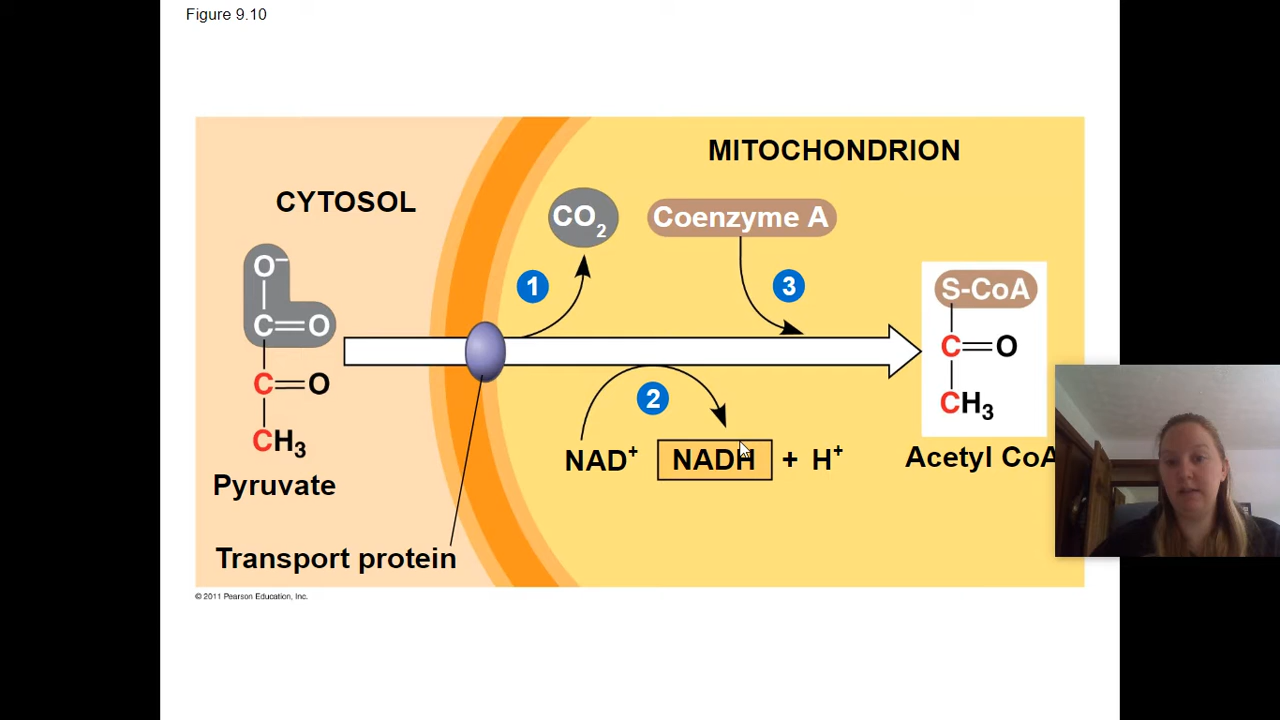 Figure 9.10
MITOCHONDRION
CYTOSOL
CO2
Coenzyme A
1
3
O−
C=O
C=O
CH3
Pyruvate
S-CoA
C=O
CH3
Acetyl CoA
2
NAD+
NADH + H+
Transport protein
© 2011 Pearson Education, Inc.